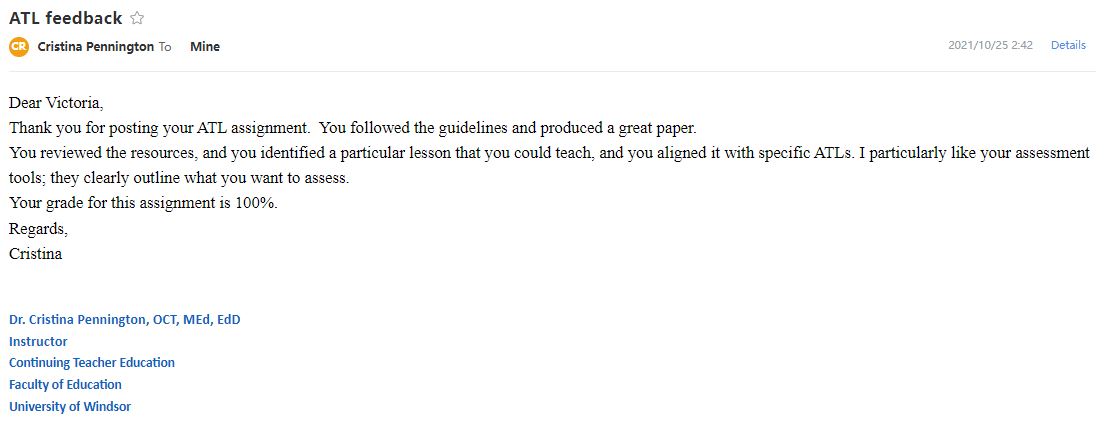 ATL feedback
CR Cristina Pennington To Mine 2021/10/25 2:42 Details
Dear Victoria,
Thank you for posting your ATL assignment.  You followed the guidelines and produced a great paper.
You reviewed the resources, and you identified a particular lesson that you could teach, and you aligned it with specific ATLs. I particularly like your assessment
tools; they clearly outline what you want to assess.
Your grade for this assignment is 100%.
Regards,
Cristina
Dr. Cristina Pennington, OCT, MEd, EdD
Instructor
Continuing Teacher Education
Faculty of Education
University of Windsor